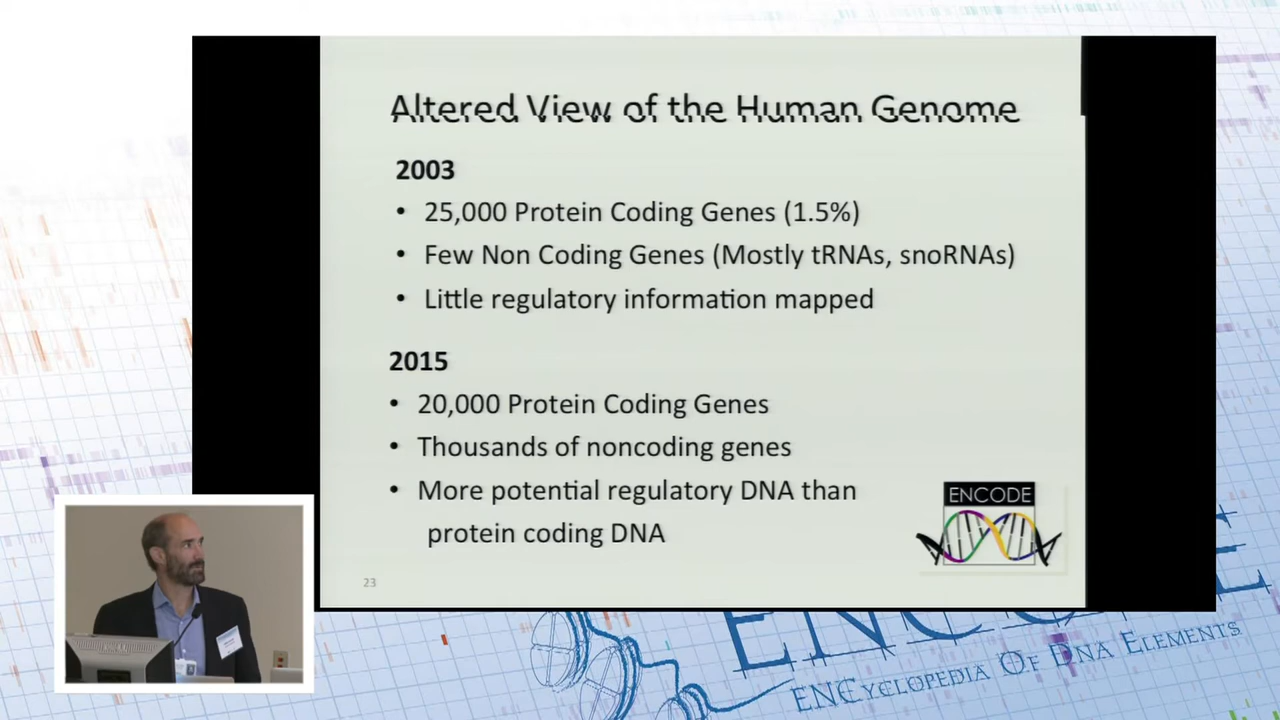 Altered View of the Human Genome
2003
• 25,000 Protein Coding Genes (1.5%)
• Few Non Coding Genes (Mostly tRNAs, snoRNAs)
• Little regulatory information mapped
2015
• 20,000 Protein Coding Genes
• Thousands of noncoding genes
• More potential regulatory DNA than
protein coding DNA
ENCODE
23
ENCODE
ENCYCLOPEDIA OF DNA ELEMENTS